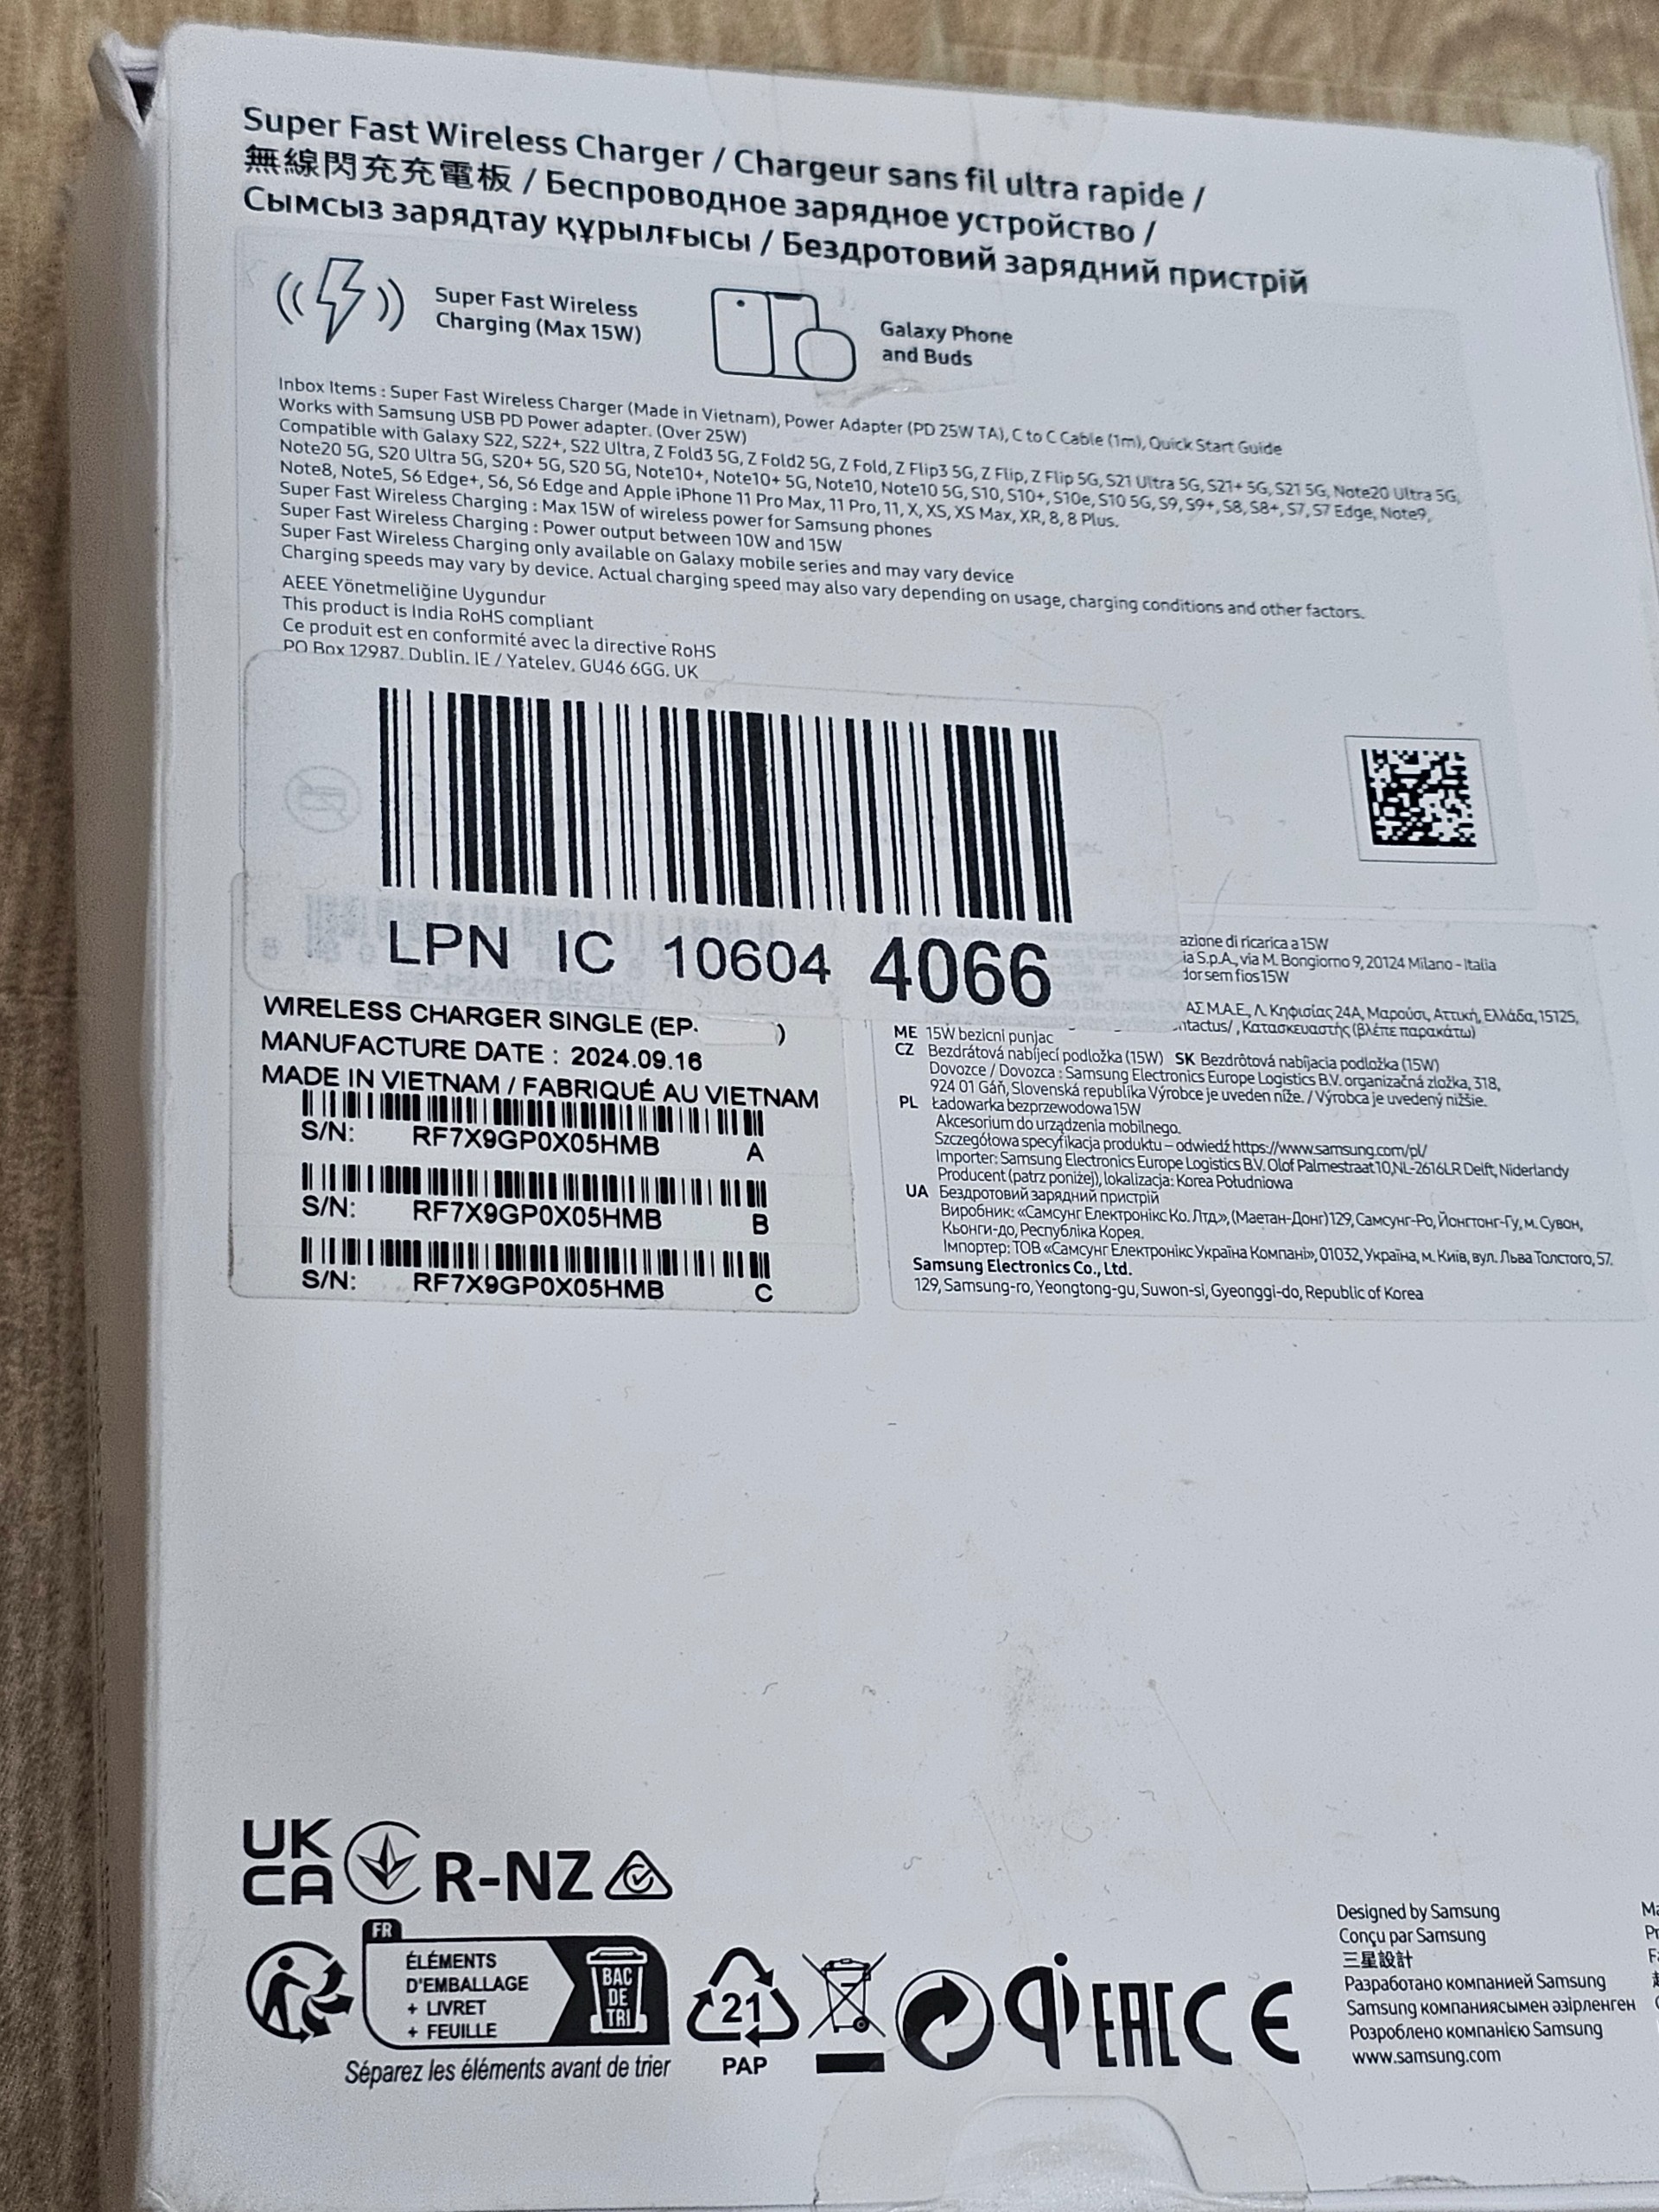 Super Fast Wireless Charger / Chargeur sans fil ultra rapide /
無線閃充充電板 / Беспроводное зарядное устройство /
Сымсыз зарядтау құрылғысы / Бездротовий зарядний пристрій
Super Fast Wireless
Charging (Max 15W)
Galaxy Phone
and Buds
Inbox Items : Super Fast Wireless Charger (Made in Vietnam), Power Adapter (PD 25W TA), C to C Cable (1m), Quick Start Guide
Works with Samsung USB PD Power adapter. (Over 25W)
Compatible with Galaxy S22, S22+, S22 Ultra, Z Fold3 5G, Z Fold2 5G, Z Fold, Z Flip3 5G, Z Flip, Z Flip 5G, S21 Ultra 5G, S21+ 5G, S21 5G, Note20 Ultra 5G,
Note20 5G, S20 Ultra 5G, S20+ 5G, S20 5G, Note10+, Note10+ 5G, Note10, Note10 5G, S10, S10+, S10e, S10 5G, S9, S9+, S8, S8+, S7, S7 Edge, Note9,
Note8, Note5, S6 Edge+, S6, S6 Edge and Apple iPhone 11 Pro Max, 11 Pro, 11, X, XS, XS Max, XR, 8, 8 Plus.
Super Fast Wireless Charging : Max 15W of wireless power for Samsung phones
Super Fast Wireless Charging : Power output between 10W and 15W
Super Fast Wireless Charging only available on Galaxy mobile series and may vary device
Charging speeds may vary by device. Actual charging speed may also vary depending on usage, charging conditions and other factors.
AEEE Yönetmeliğine Uygundur
This product is India RoHS compliant
Ce produit est en conformité avec la directive RoHS
PO Box 12987, Dublin. IE / Yateley, GU46 6GG. UK
LPN IC 10604 4066
azione di ricarica a 15W
ia S.p.A., via M. Bongiorno 9, 20124 Milano - Italia
dor sem fios 15W
ΑΣ Μ.Α.Ε., Λ. Κηφισίας 24Α, Μαρούσι, Αττική, Ελλάδα, 15125,
ntactus/ , Κατασκευαστής (βλέπε παρακάτω)
WIRELESS CHARGER SINGLE (EP- )
MANUFACTURE DATE : 2024.09.16
MADE IN VIETNAM / FABRIQUÉ AU VIETNAM
S/N: RF7X9GP0X05HMB A
S/N: RF7X9GP0X05HMB B
S/N: RF7X9GP0X05HMB C
ME 15W bezicni punjac
CZ Bezdrátová nabíjecí podložka (15W) SK Bezdrôtová nabíjacia podložka (15W)
Dovozce / Dovozca : Samsung Electronics Europe Logistics B.V. organizačná zložka, 318,
924 01 Gáň, Slovenská republika Výrobce je uveden níže. / Výrobca je uvedený nižšie.
PL Ładowarka bezprzewodowa 15W
Akcesorium do urządzenia mobilnego.
Szczegółowa specyfikacja produktu – odwiedź https://www.samsung.com/pl/
Importer: Samsung Electronics Europe Logistics B.V. Olof Palmestraat 10, NL-2616LR Delft, Niderlandy
Producent (patrz poniżej), lokalizacja: Korea Południowa
UA Бездротовий зарядний пристрій
Виробник: «Самсунг Електронікс Ко. Лтд», (Маетан-Донг) 129, Самсунг-Ро, Йонгтонг-Гу, м. Сувон,
Кьонги-до, Республіка Корея.
Імпортер: ТОВ «Самсунг Електронікс Україна Компані», 01032, Україна, м. Київ, вул. Льва Толстого, 57.
Samsung Electronics Co., Ltd.
129, Samsung-ro, Yeongtong-gu, Suwon-si, Gyeonggi-do, Republic of Korea
UK
CA
R-NZ
FR
ÉLÉMENTS
D'EMBALLAGE
+ LIVRET
+ FEUILLE
BAC
DE
TRI
Séparez les éléments avant de trier
21
PAP
EAC CE
Designed by Samsung
Conçu par Samsung
三星設計
Разработано компанией Samsung
Samsung компаниясымен әзірленген
Розроблено компанією Samsung
www.samsung.com